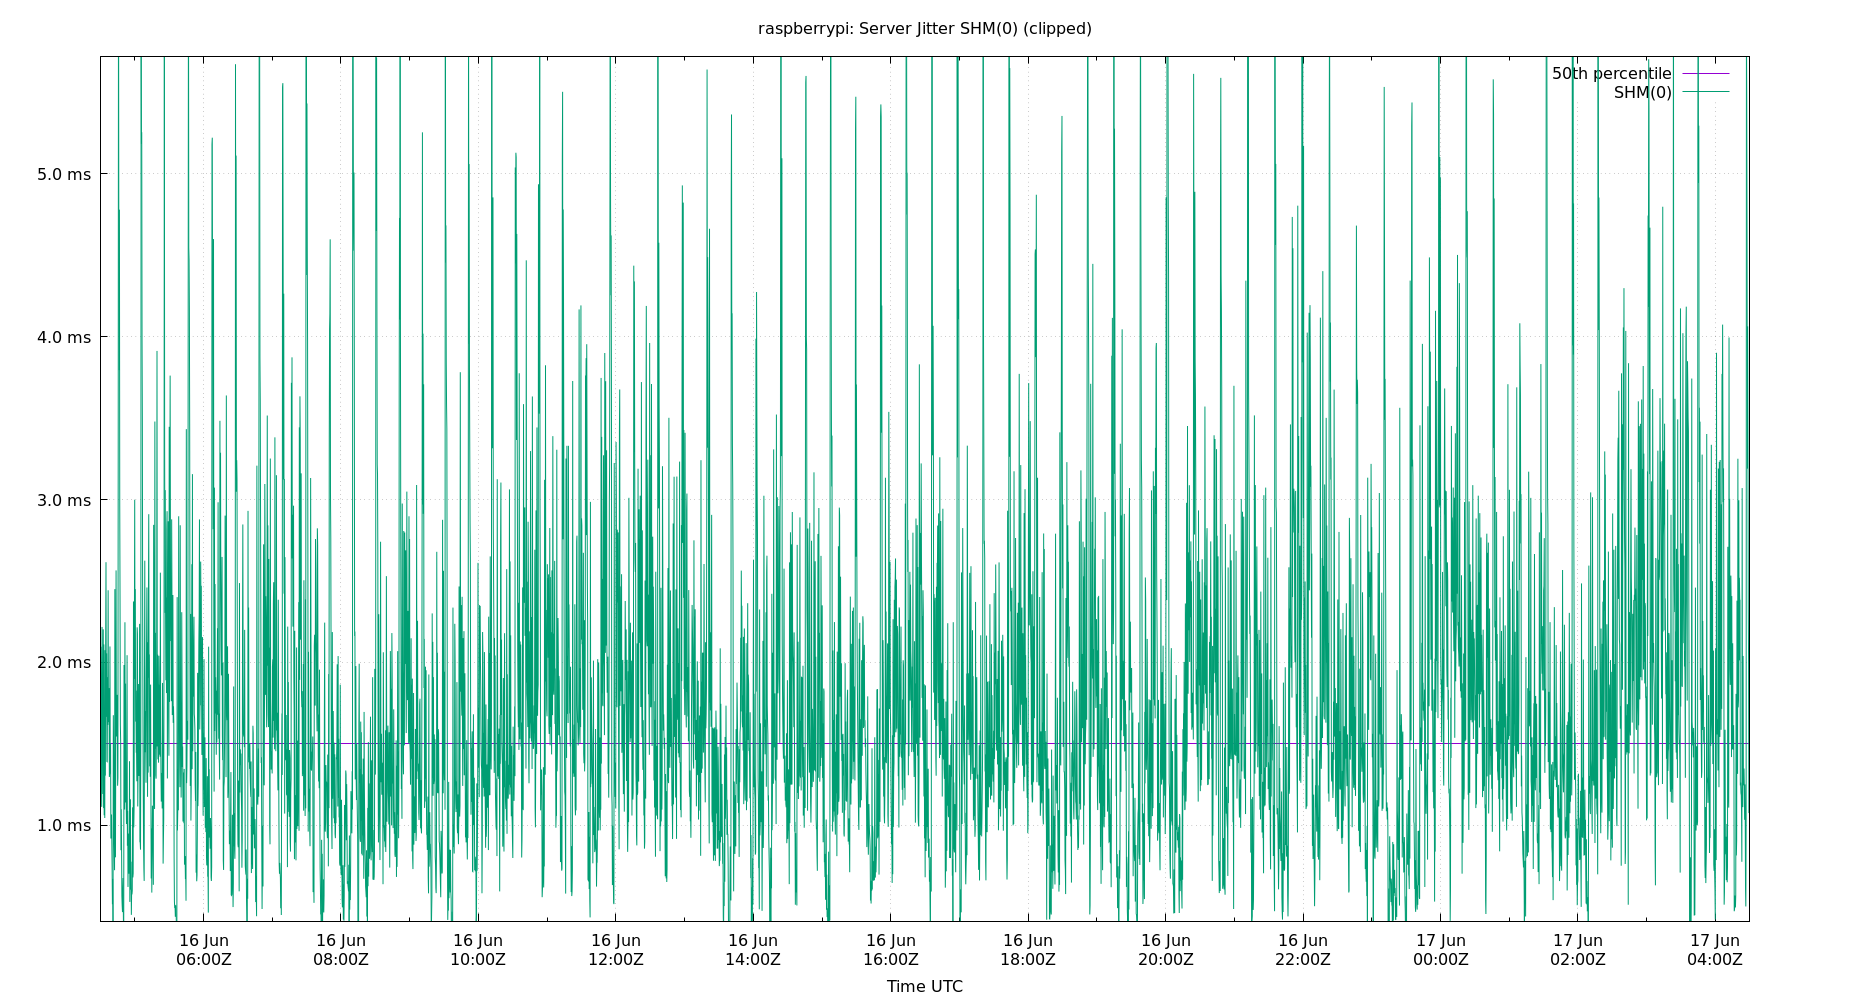 raspberrypi: Server Jitter SHM(0) (clipped)
50th percentile
SHM(0)
5.0 ms
4.0 ms
3.0 ms
2.0 ms
1.0 ms
16 Jun 16 Jun 16 Jun 16 Jun 16 Jun 16 Jun 16 Jun 16 Jun 16 Jun 17 Jun 17 Jun 17 Jun
06:00Z 08:00Z 10:00Z 12:00Z 14:00Z 16:00Z 18:00Z 20:00Z 22:00Z 00:00Z 02:00Z 04:00Z
Time UTC